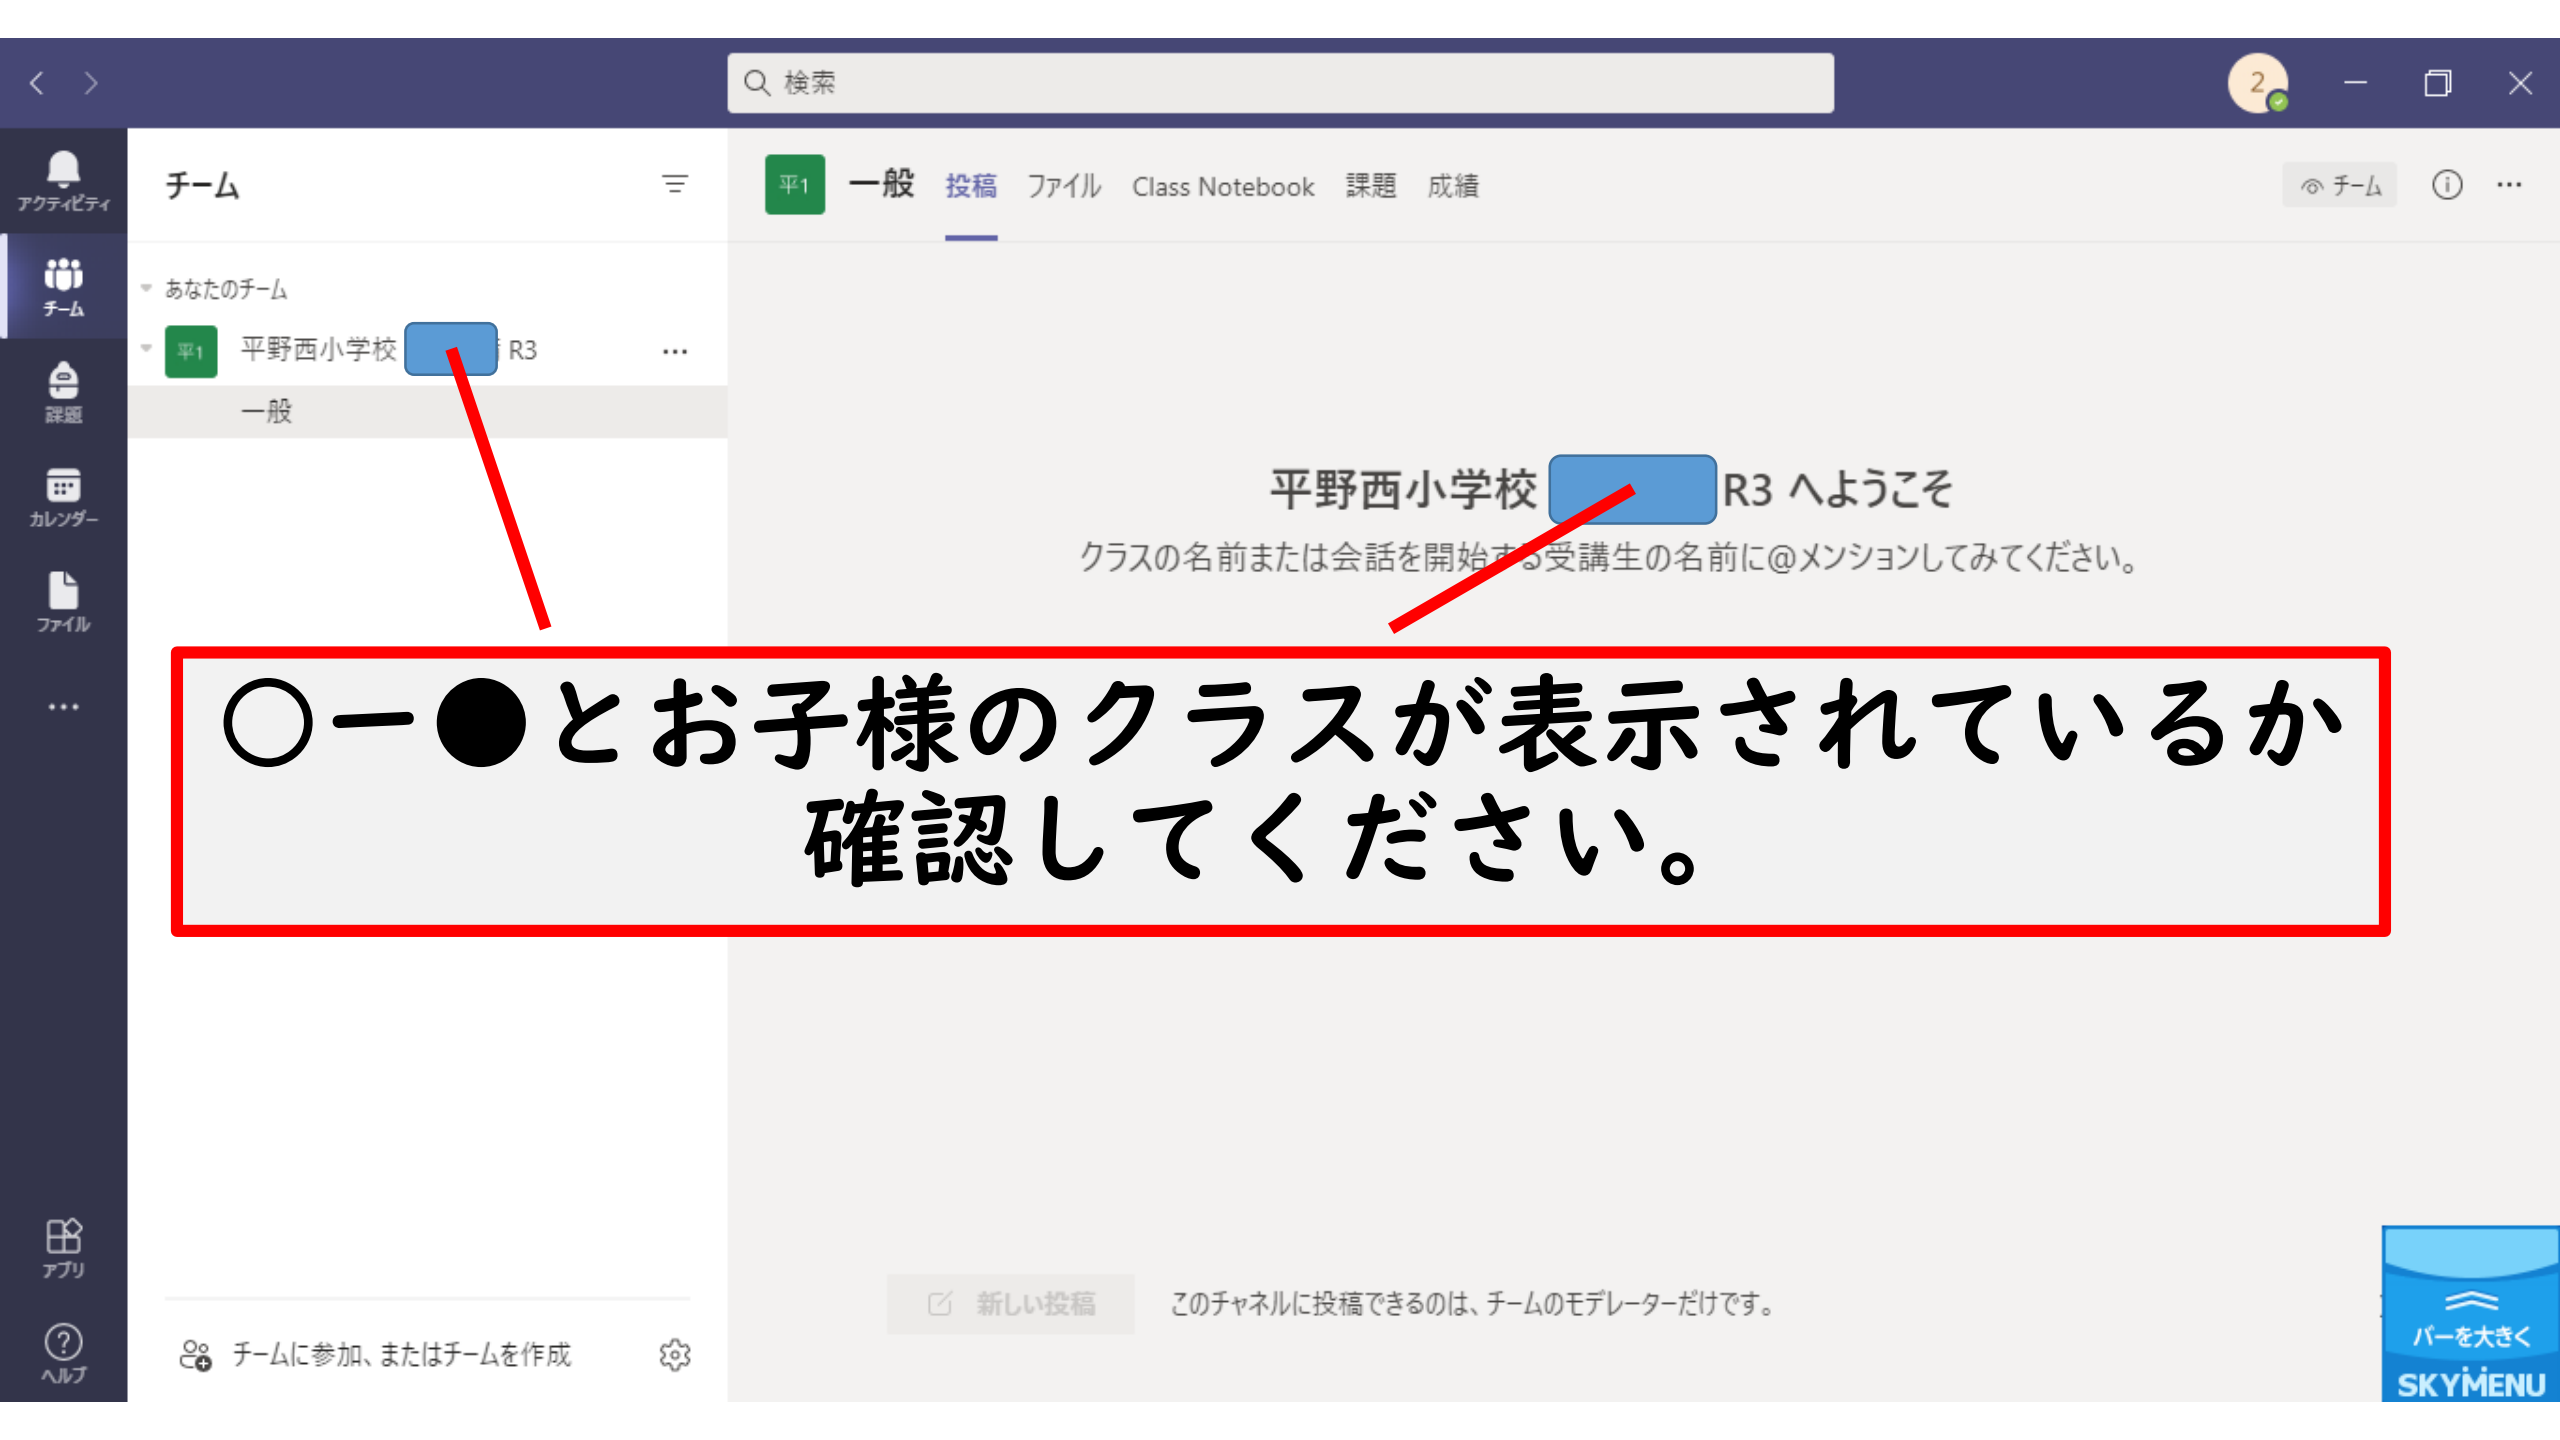 検索
2
アクティビティ
チーム
課題
カレンダー
ファイル
アプリ
ヘルプ
チーム
あなたのチーム
平1 平野西小学校 R3
一般
チームに参加、またはチームを作成
平1 一般 投稿 ファイル Class Notebook 課題 成績
チーム
平野西小学校 R3 へようこそ
クラスの名前または会話を開始する受講生の名前に@メンションしてみてください。
○ー●とお子様のクラスが表示されているか
確認してください。
新しい投稿 このチャネルに投稿できるのは、チームのモデレーターだけです。
バーを大きく
SKYMENU